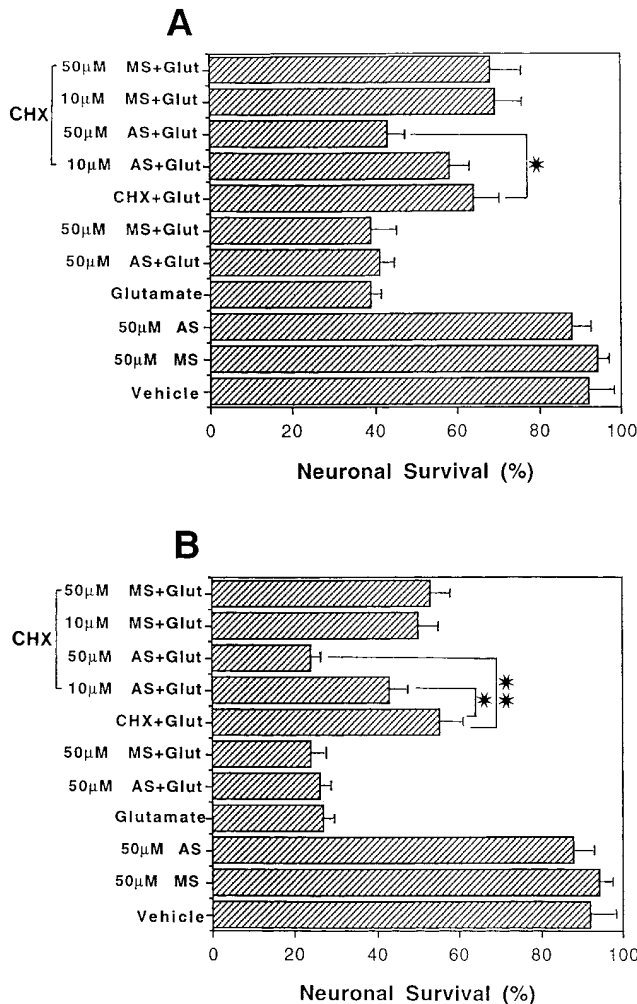 A
50µM MS+Glut
10µM MS+Glut
CHX
50µM AS+Glut
10µM AS+Glut
CHX+Glut
50µM MS+Glut
50µM AS+Glut
Glutamate
50µM AS
50µM MS
Vehicle
0 20 40 60 80 100
Neuronal Survival (%)
B
50µM MS+Glut
10µM MS+Glut
CHX
50µM AS+Glut
10µM AS+Glut
CHX+Glut
50µM MS+Glut
50µM AS+Glut
Glutamate
50µM AS
50µM MS
Vehicle
0 20 40 60 80 100
Neuronal Survival (%)